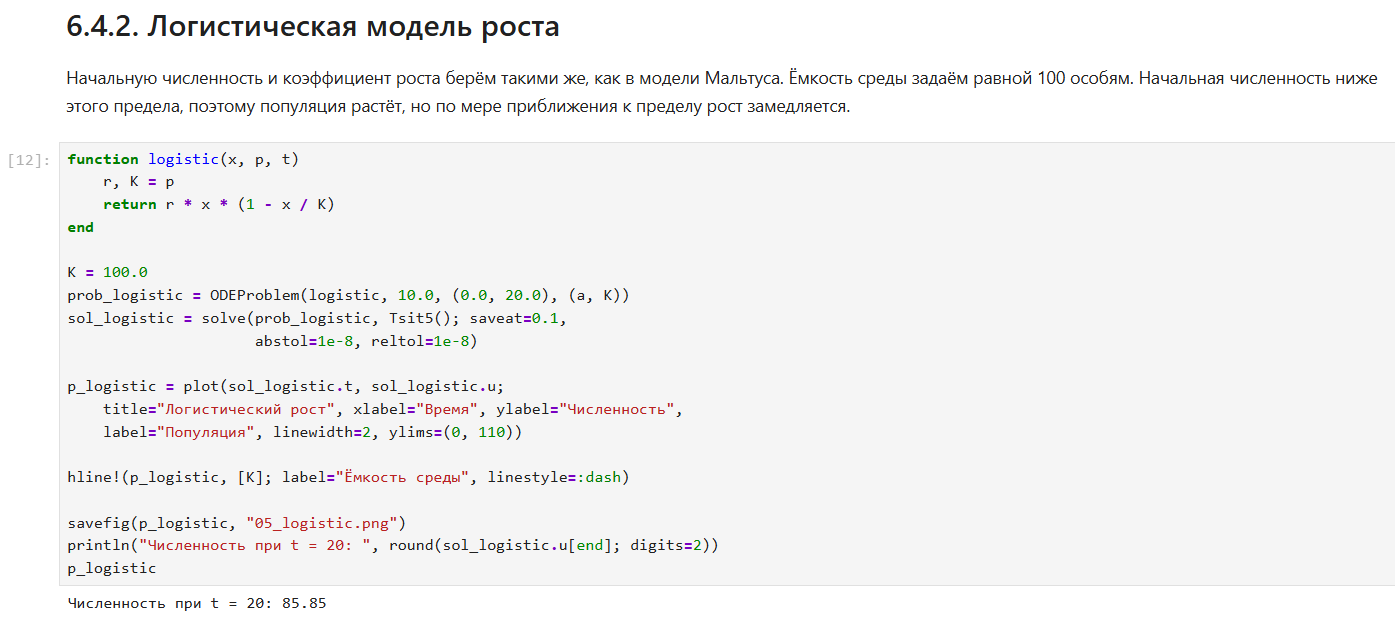 6.4.2. Логистическая модель роста
Начальную численность и коэффициент роста берём такими же, как в модели Мальтуса. Ёмкость среды задаём равной 100 особям. Начальная численность ниже
этого предела, поэтому популяция растёт, но по мере приближения к пределу рост замедляется.
[12]:
function logistic(x, p, t)
    r, K = p
    return r * x * (1 - x / K)
end

K = 100.0
prob_logistic = ODEProblem(logistic, 10.0, (0.0, 20.0), (a, K))
sol_logistic = solve(prob_logistic, Tsit5(); saveat=0.1,
                     abstol=1e-8, reltol=1e-8)

p_logistic = plot(sol_logistic.t, sol_logistic.u;
    title="Логистический рост", xlabel="Время", ylabel="Численность",
    label="Популяция", linewidth=2, ylims=(0, 110))

hline!(p_logistic, [K]; label="Ёмкость среды", linestyle=:dash)

savefig(p_logistic, "05_logistic.png")
println("Численность при t = 20: ", round(sol_logistic.u[end]; digits=2))
p_logistic
Численность при t = 20: 85.85